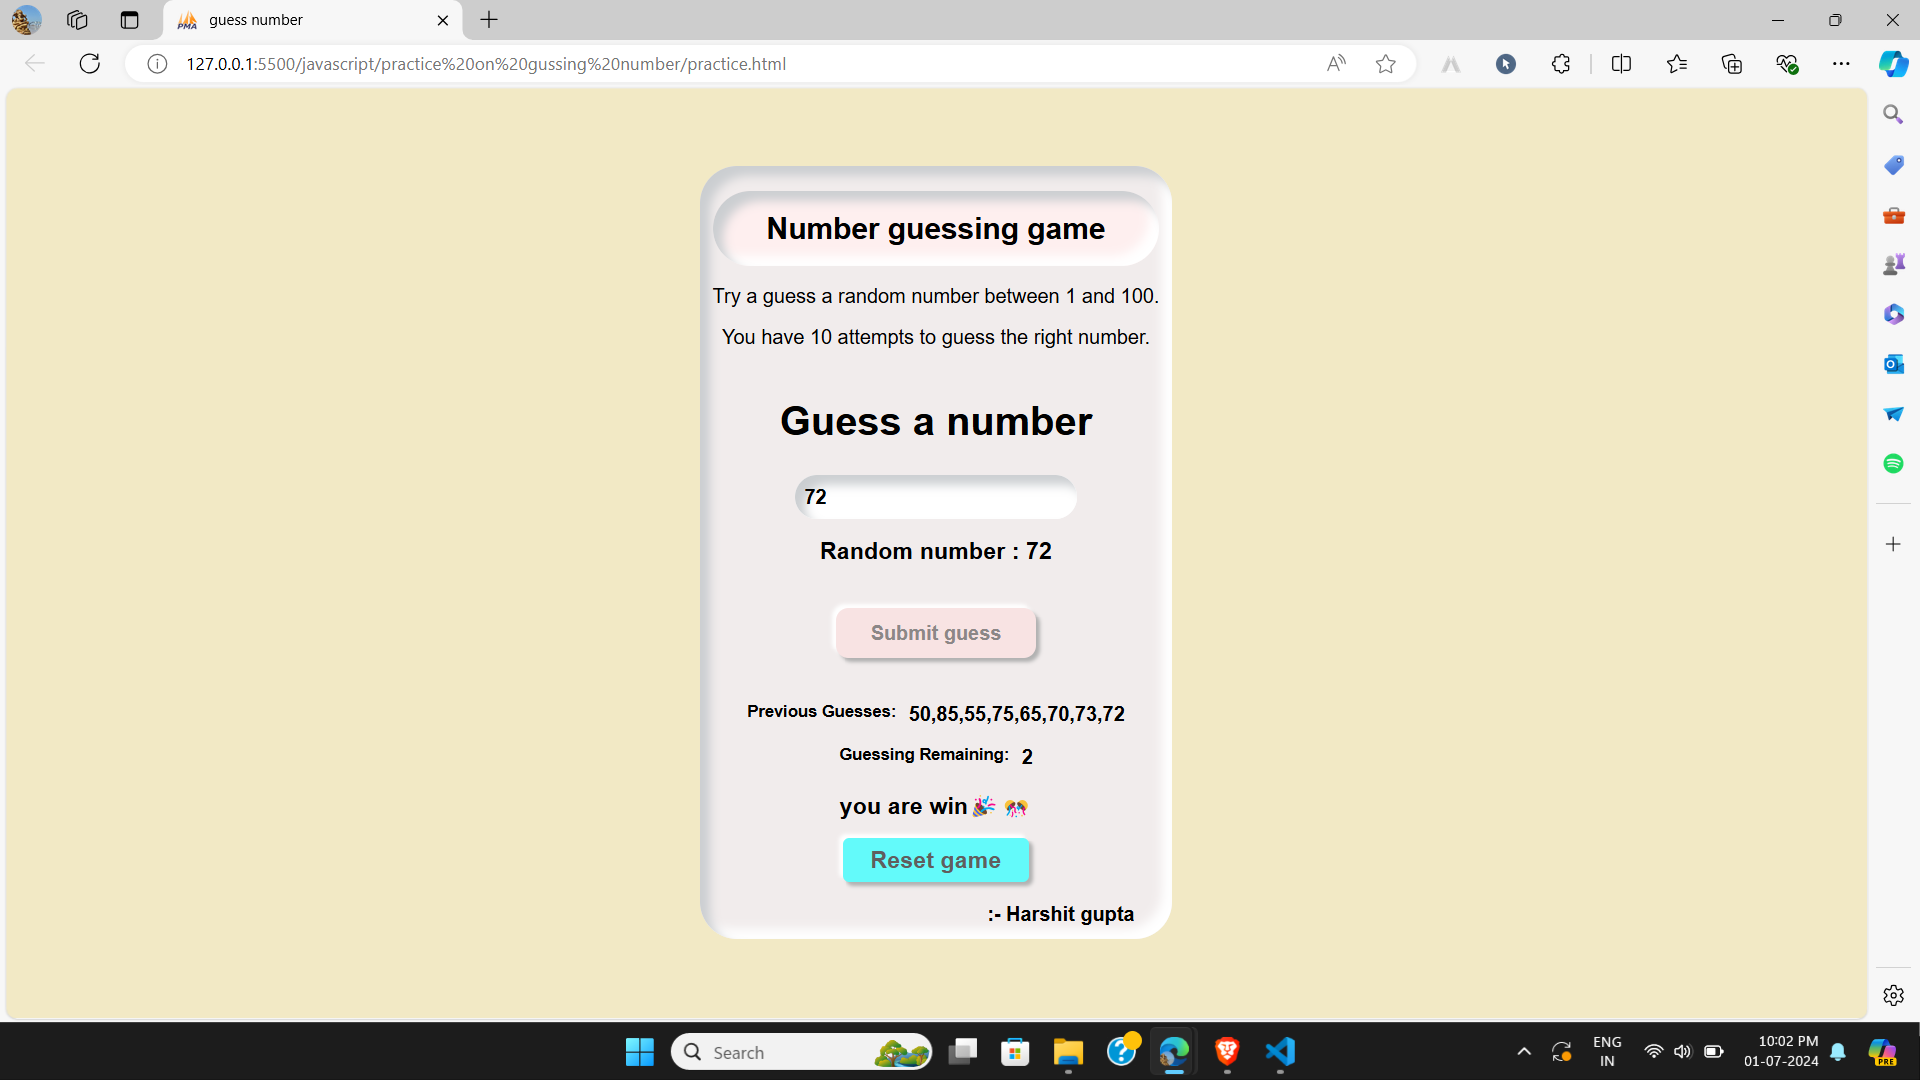 PMA
guess number
127.0.0.1:5500/javascript/practice%20on%20gussing%20number/practice.html
Number guessing game
Try a guess a random number between 1 and 100.
You have 10 attempts to guess the right number.
Guess a number
72
Random number : 72
Submit guess
Previous Guesses: 50,85,55,75,65,70,73,72
Guessing Remaining: 2
you are win🎉 🎊
Reset game
:- Harshit gupta
Search
ENG
IN
10:02 PM
01-07-2024
PRE